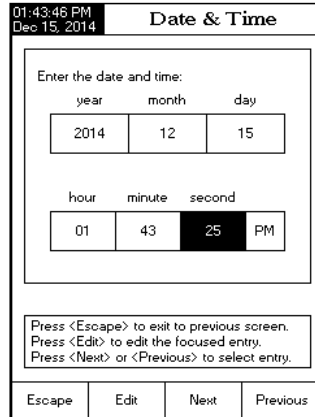 01:43:46 PM
Dec 15, 2014
Date & Time
Enter the date and time:
year month day
2014 12 15
hour minute second
01 43 25 PM
Press <Escape> to exit to previous screen.
Press <Edit> to edit the focused entry.
Press <Next> or <Previous> to select entry.
Escape Edit Next Previous